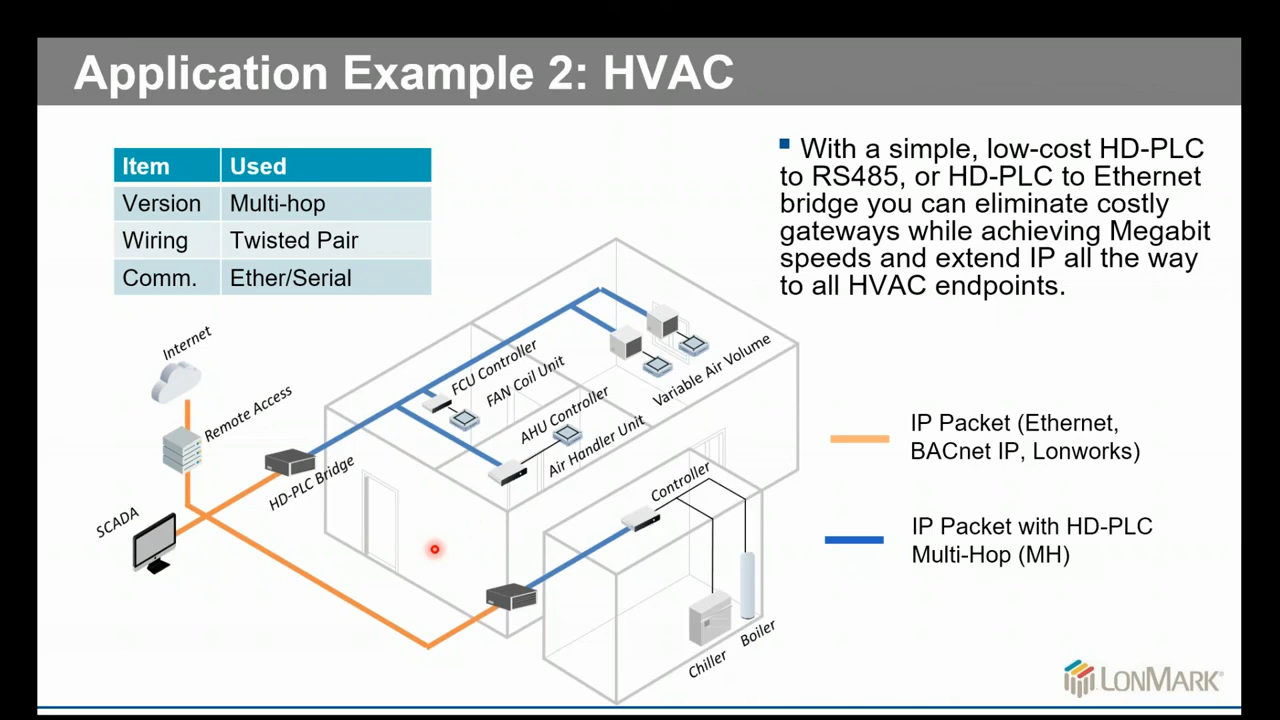 Application Example 2: HVAC
Item Used
Version Multi-hop
Wiring Twisted Pair
Comm. Ether/Serial
With a simple, low-cost HD-PLC
to RS485, or HD-PLC to Ethernet
bridge you can eliminate costly
gateways while achieving Megabit
speeds and extend IP all the way
to all HVAC endpoints.
Internet
Remote Access
SCADA
HD-PLC Bridge
FCU Controller
FAN Coil Unit
AHU Controller
Air Handler Unit
Variable Air Volume
Controller
Chiller
Boiler
IP Packet (Ethernet,
BACnet IP, Lonworks)
IP Packet with HD-PLC
Multi-Hop (MH)
LONMARK®